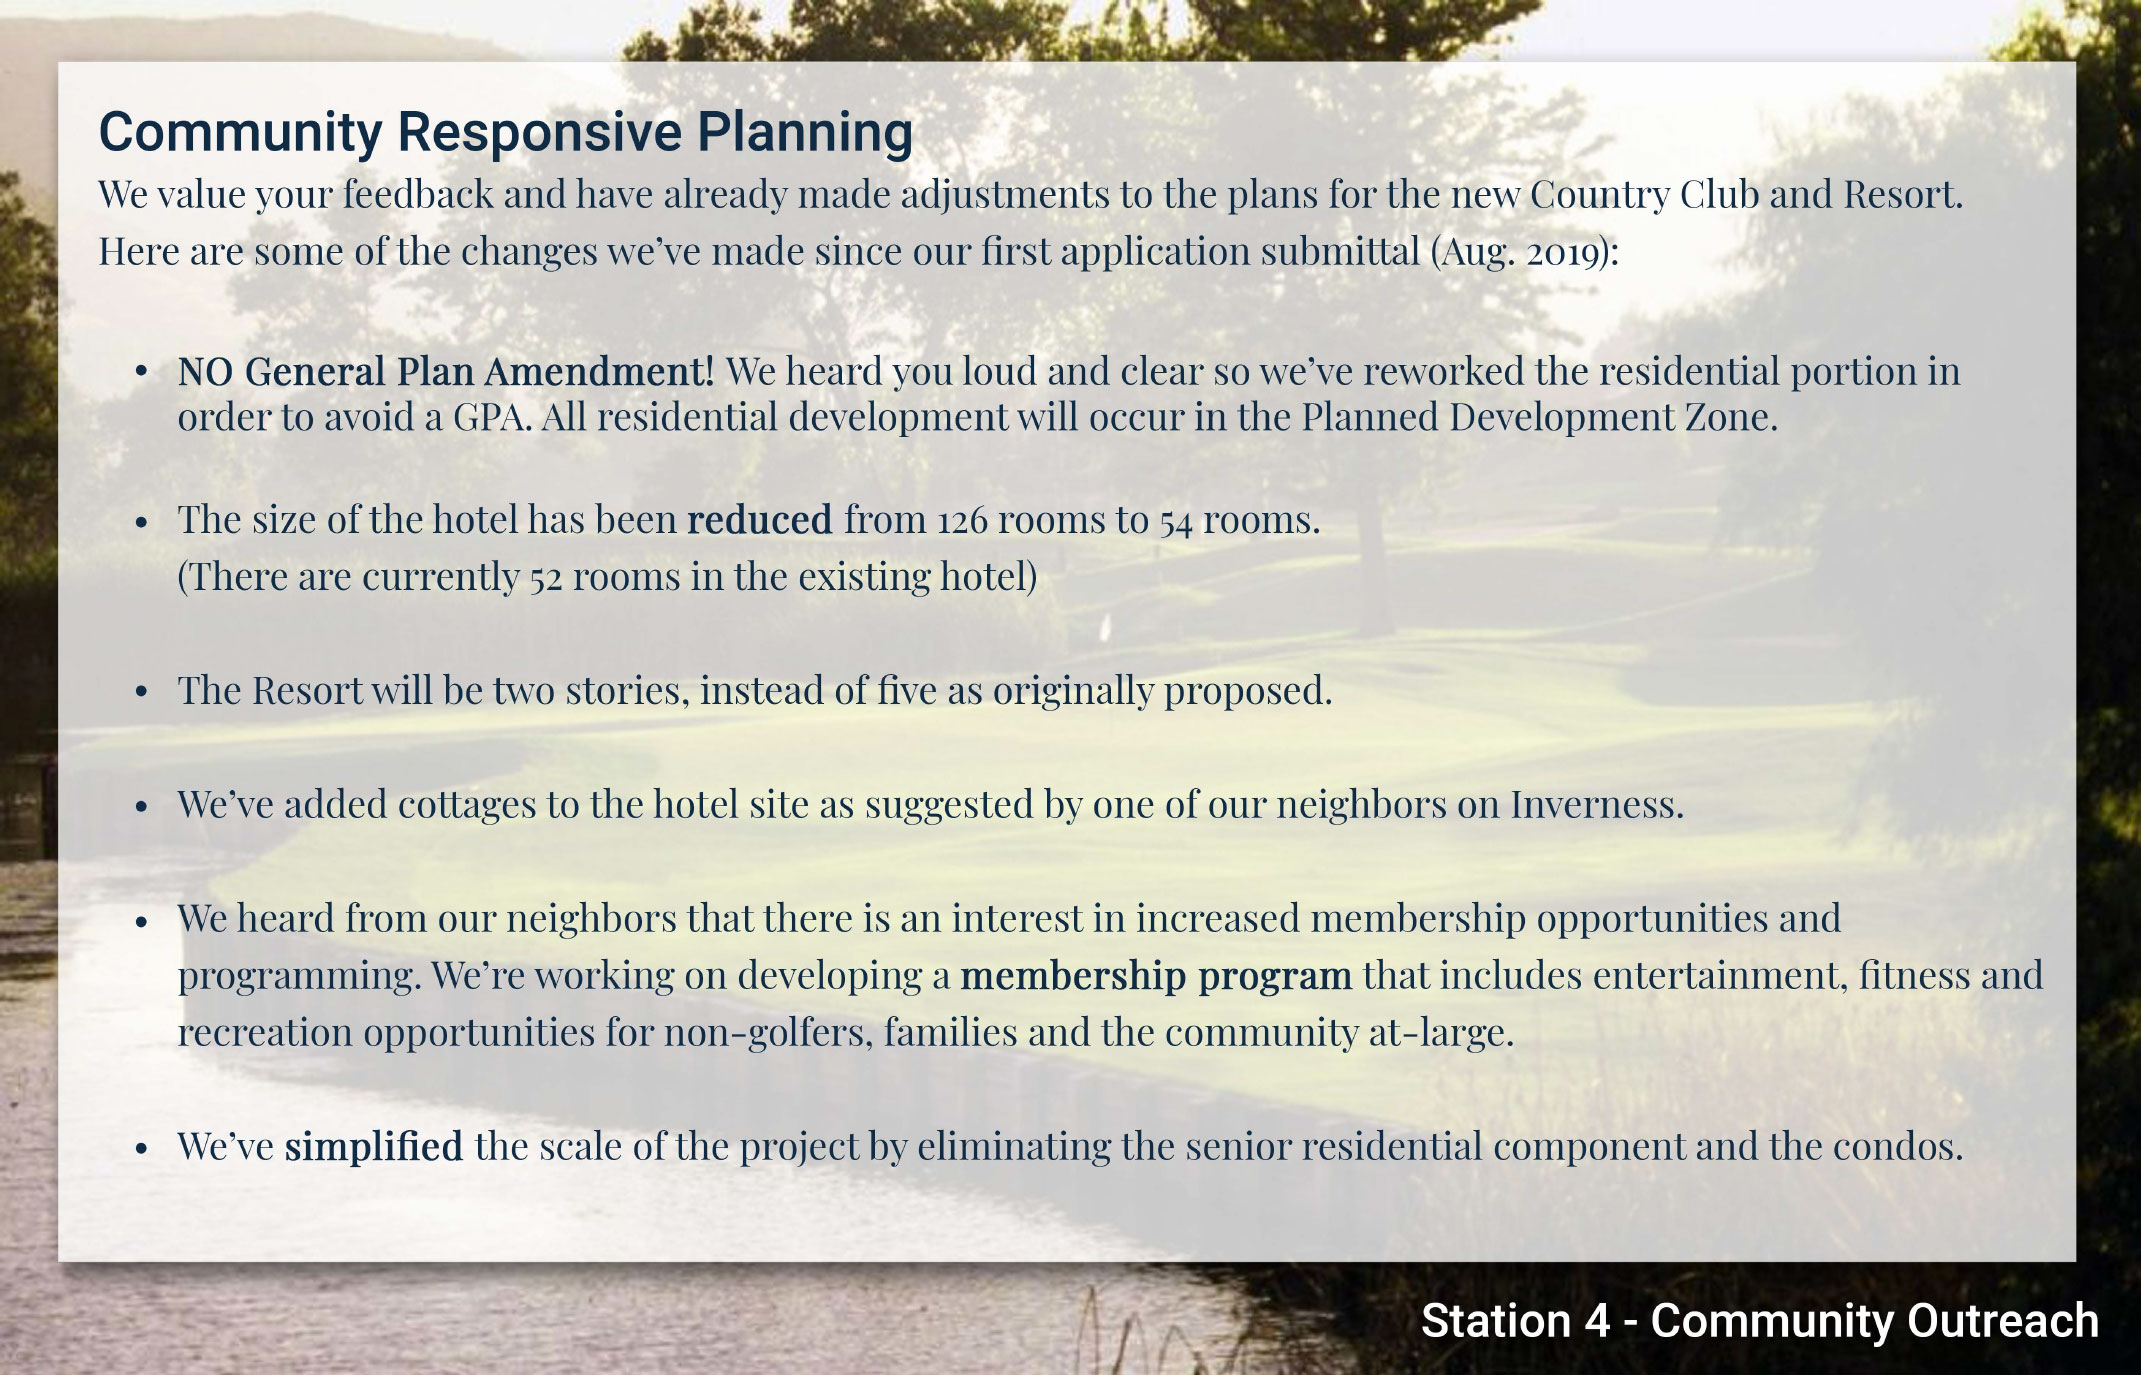 Community Responsive Planning
We value your feedback and have already made adjustments to the plans for the new Country Club and Resort.
Here are some of the changes we've made since our first application submittal (Aug. 2019):
• NO General Plan Amendment! We heard you loud and clear so we've reworked the residential portion in
order to avoid a GPA. All residential development will occur in the Planned Development Zone.
• The size of the hotel has been reduced from 126 rooms to 54 rooms.
(There are currently 52 rooms in the existing hotel)
• The Resort will be two stories, instead of five as originally proposed.
• We've added cottages to the hotel site as suggested by one of our neighbors on Inverness.
• We heard from our neighbors that there is an interest in increased membership opportunities and
programming. We're working on developing a membership program that includes entertainment, fitness and
recreation opportunities for non-golfers, families and the community at-large.
• We've simplified the scale of the project by eliminating the senior residential component and the condos.
Station 4 - Community Outreach